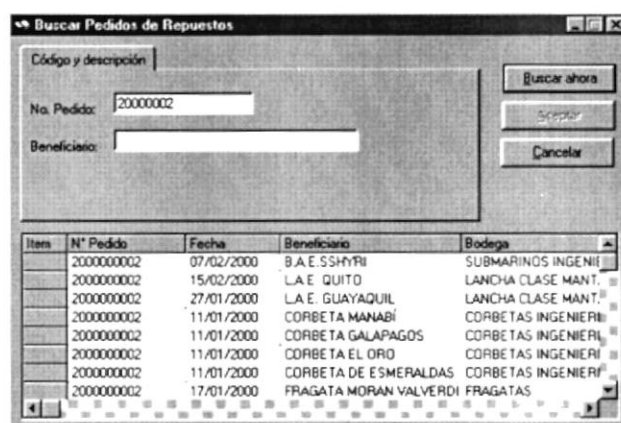 Buscar Pedidos de Repuestos
Código y descripción
No. Pedido: 20000002
Beneficiario:
Buscar ahora
Aceptar
Cancelar
Item N° Pedido Fecha Beneficiario Bodega
2000000002 07/02/2000 B.A.E.SSHYRI SUBMARINOS INGENIE
2000000002 15/02/2000 L.A.E. QUITO LANCHA CLASE MANT.
2000000002 27/01/2000 L.A.E. GUAYAQUIL LANCHA CLASE MANT.
2000000002 11/01/2000 CORBETA MANABÍ CORBETAS INGENIERI
2000000002 11/01/2000 CORBETA GALAPAGOS CORBETAS INGENIERI
2000000002 11/01/2000 CORBETA EL ORO CORBETAS INGENIERI
2000000002 11/01/2000 CORBETA DE ESMERALDAS CORBETAS INGENIERI
2000000002 17/01/2000 FRAGATA MORAN VALVERDI FRAGATAS